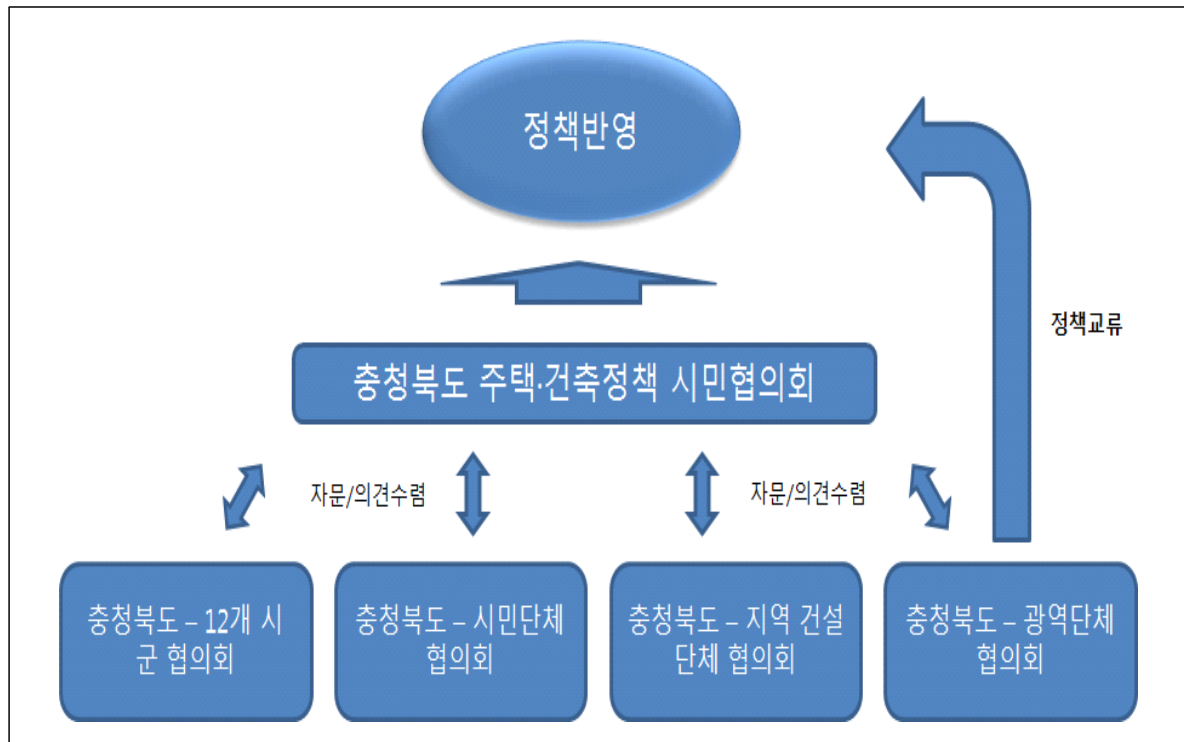 정책반영
정책교류
충청북도 주택·건축정책 시민협의회
자문/의견수렴
자문/의견수렴
충청북도 – 12개 시
군 협의회
충청북도 – 시민단체
협의회
충청북도 – 지역 건설
단체 협의회
충청북도 – 광역단체
협의회